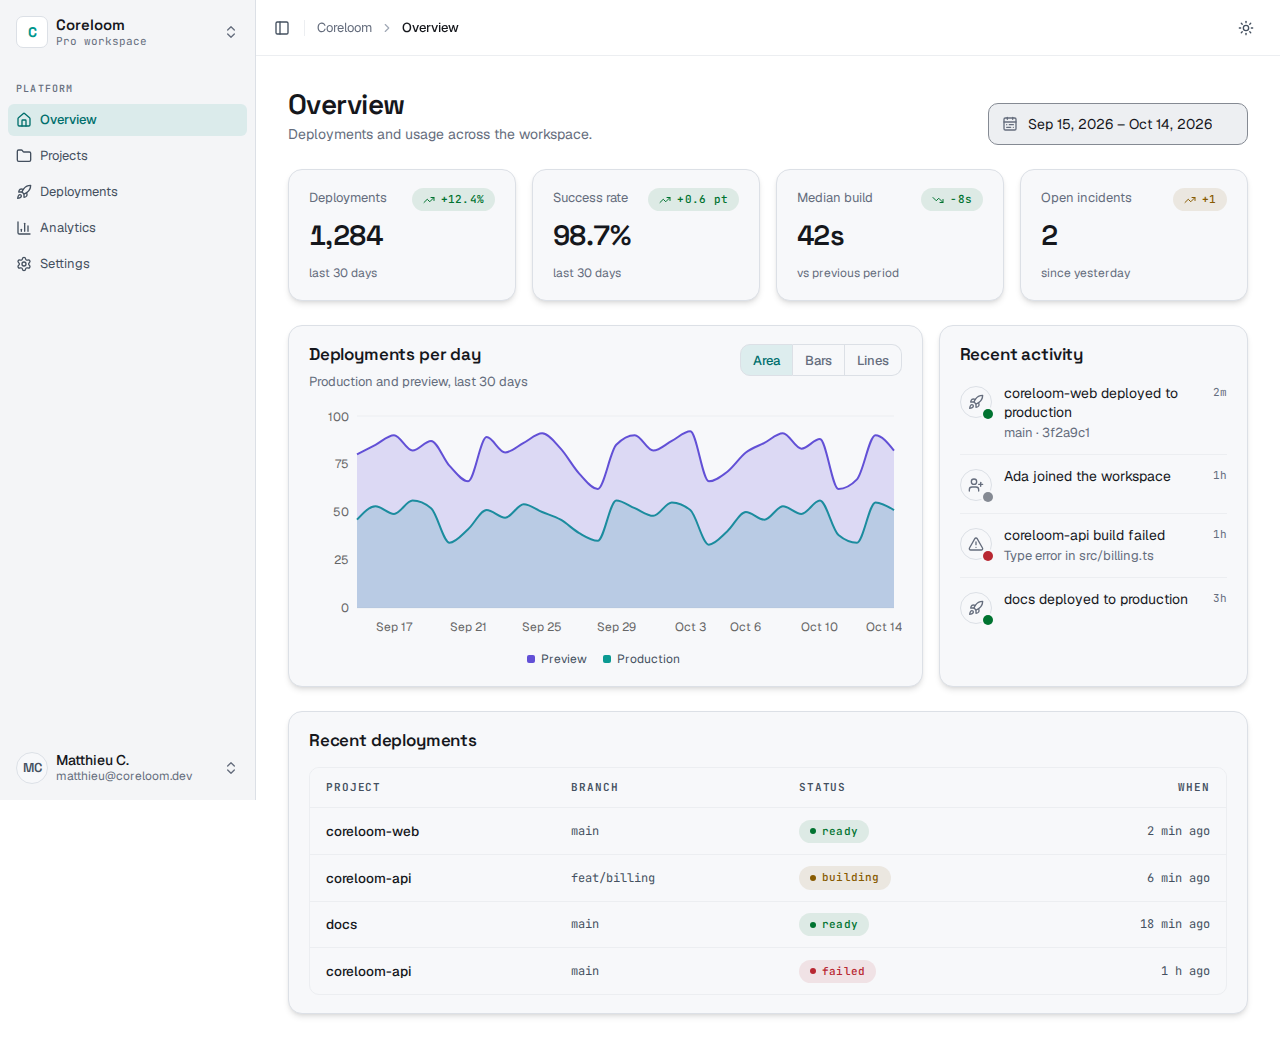 C
Coreloom
Pro workspace
PLATFORM
Overview
Projects
Deployments
Analytics
Settings
MC
Matthieu C.
matthieu@coreloom.dev
Coreloom
Overview
Overview
Deployments and usage across the workspace.
Sep 15, 2026 – Oct 14, 2026
Deployments
+12.4%
1,284
last 30 days
Success rate
+0.6 pt
98.7%
last 30 days
Median build
-8s
42s
vs previous period
Open incidents
+1
2
since yesterday
Deployments per day
Production and preview, last 30 days
Area Bars Lines
100
75
50
25
0
Sep 17 Sep 21 Sep 25 Sep 29 Oct 3 Oct 6 Oct 10 Oct 14
Preview Production
Recent activity
coreloom-web deployed to
production
2m
main · 3f2a9c1
Ada joined the workspace
1h
coreloom-api build failed
1h
Type error in src/billing.ts
docs deployed to production
3h
Recent deployments
PROJECT BRANCH STATUS WHEN
coreloom-web main ready 2 min ago
coreloom-api feat/billing building 6 min ago
docs main ready 18 min ago
coreloom-api main failed 1 h ago